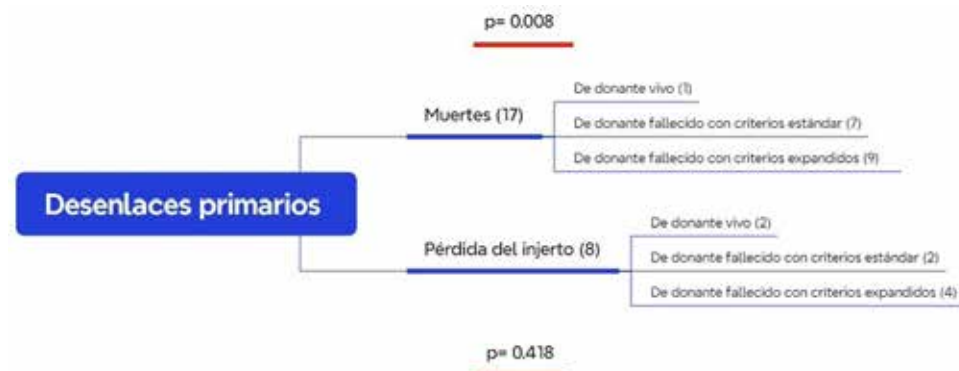 p= 0.008
De donante vivo (1)
Muertes (17)
De donante fallecido con criterios estándar (7)
De donante fallecido con criterios expandidos (9)
Desenlaces primarios
De donante vivo (2)
Pérdida del injerto (8)
De donante fallecido con criterios estándar (2)
De donante fallecido con criterios expandidos (4)
p= 0.418